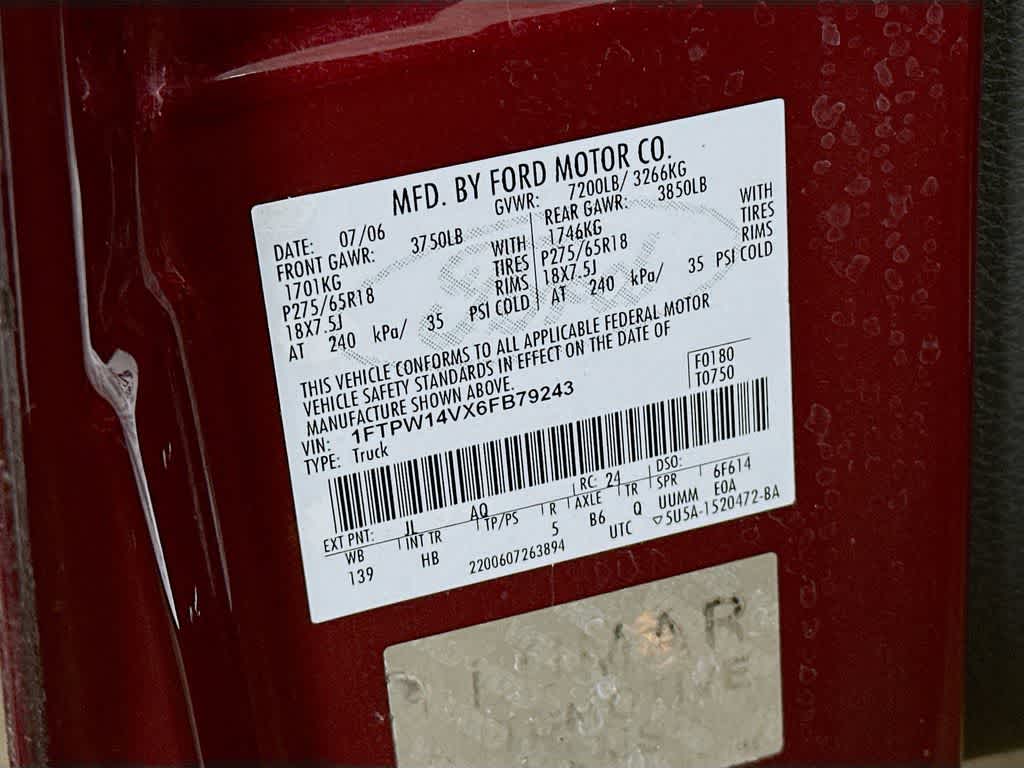 MFD. BY FORD MOTOR CO.
DATE: 07/06 GVWR: 7200LB/ 3266KG
FRONT GAWR: 3750LB REAR GAWR: 3850LB
1701KG WITH 1746KG WITH
P275/65R18 TIRES P275/65R18 TIRES
18X7.5J RIMS 18X7.5J RIMS
AT 240 kPa/ 35 PSI COLD AT 240 kPa/ 35 PSI COLD
THIS VEHICLE CONFORMS TO ALL APPLICABLE FEDERAL MOTOR
VEHICLE SAFETY STANDARDS IN EFFECT ON THE DATE OF
MANUFACTURE SHOWN ABOVE.
VIN: 1FTPW14VX6FB79243
TYPE: Truck
F0180
T0750
EXT PNT: JL AQ RC: 24 DSO: 6F614
WB INT TR TP/PS R AXLE TR SPR
139 HB 5 B6 Q UUMM E0A
2200607263894 UTC ▽5U5A-1520472-BA
Ford